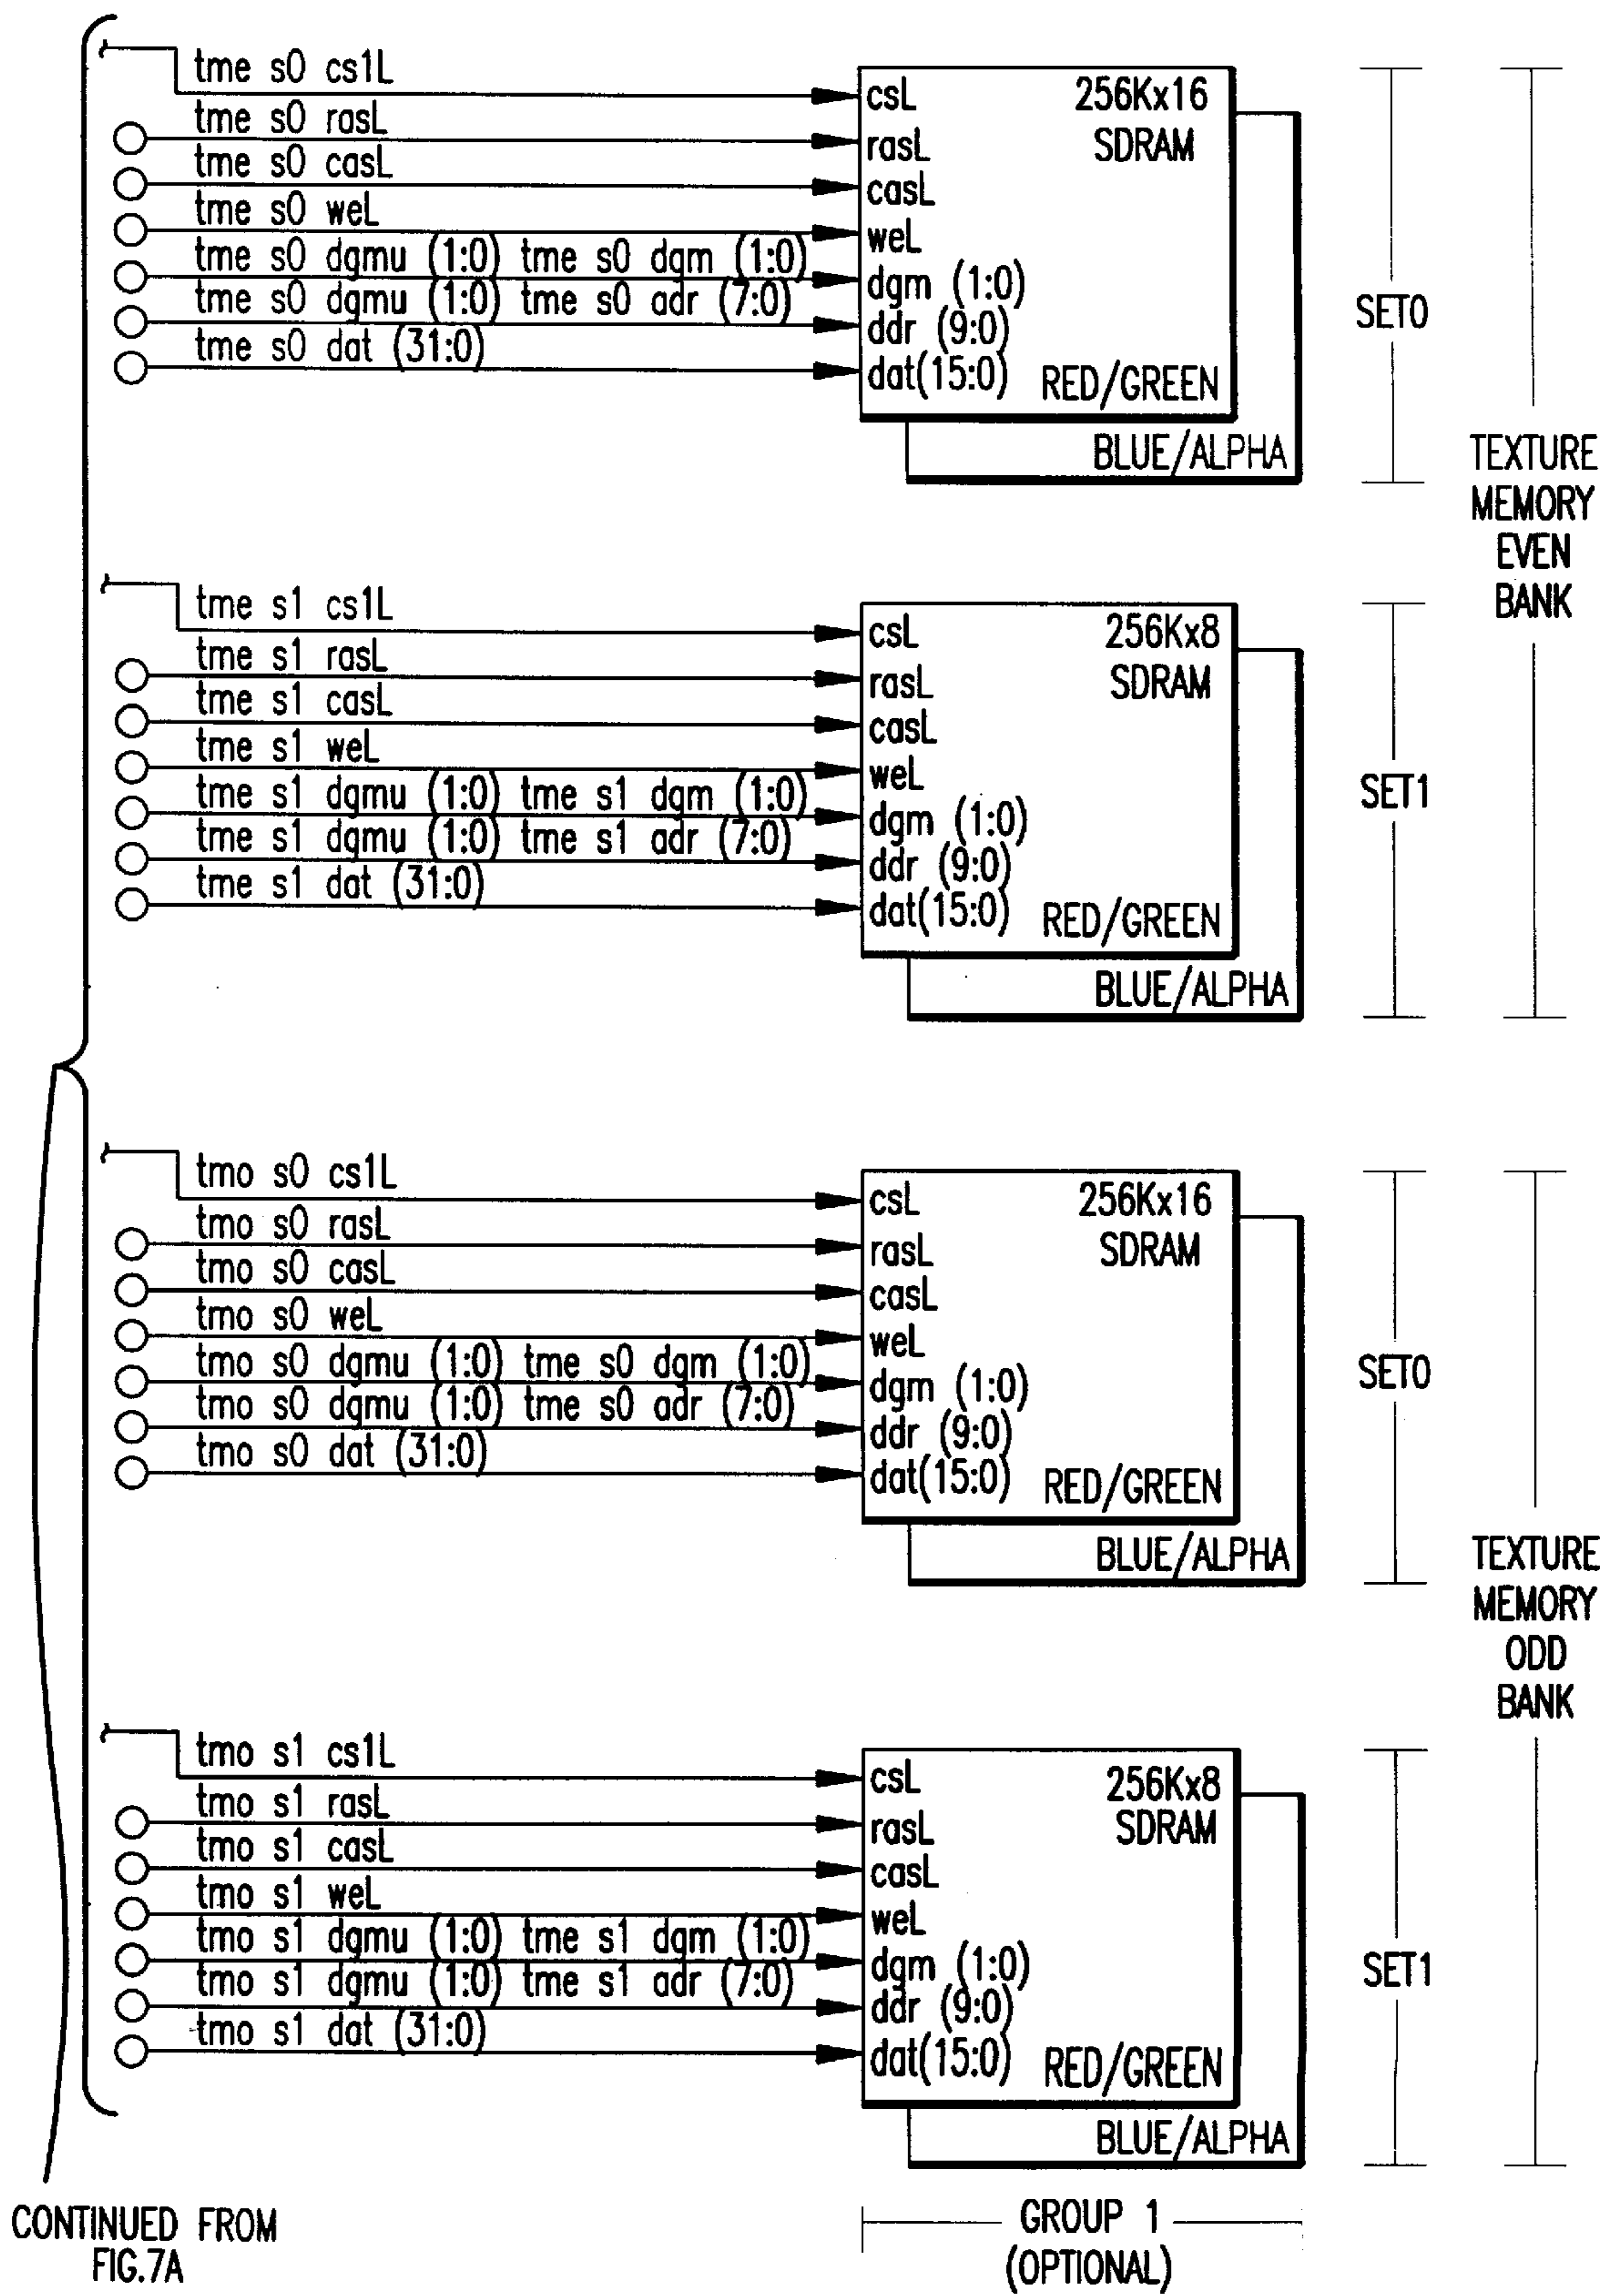 tme s0 cs1L
tme s0 rasL
tme s0 casL
tme s0 weL
tme s0 dqmu (1:0) tme s0 dqm (1:0)
tme s0 dqmu (1:0) tme s0 adr (7:0)
tme s0 dat (31:0)
csL
rasL
casL
weL
dqm (1:0)
ddr (9:0)
dat(15:0)
256Kx16
SDRAM
RED/GREEN
BLUE/ALPHA
SET0
tme s1 cs1L
tme s1 rasL
tme s1 casL
tme s1 weL
tme s1 dqmu (1:0) tme s1 dqm (1:0)
tme s1 dqmu (1:0) tme s1 adr (7:0)
tme s1 dat (31:0)
csL
rasL
casL
weL
dqm (1:0)
ddr (9:0)
dat(15:0)
256Kx8
SDRAM
RED/GREEN
BLUE/ALPHA
SET1
TEXTURE
MEMORY
EVEN
BANK
tmo s0 cs1L
tmo s0 rasL
tmo s0 casL
tmo s0 weL
tmo s0 dqmu (1:0) tme s0 dqm (1:0)
tmo s0 dqmu (1:0) tme s0 adr (7:0)
tmo s0 dat (31:0)
csL
rasL
casL
weL
dqm (1:0)
ddr (9:0)
dat(15:0)
256Kx16
SDRAM
RED/GREEN
BLUE/ALPHA
SET0
tmo s1 cs1L
tmo s1 rasL
tmo s1 casL
tmo s1 weL
tmo s1 dqmu (1:0) tme s1 dqm (1:0)
tmo s1 dqmu (1:0) tme s1 adr (7:0)
tmo s1 dat (31:0)
csL
rasL
casL
weL
dqm (1:0)
ddr (9:0)
dat(15:0)
256Kx8
SDRAM
RED/GREEN
BLUE/ALPHA
SET1
TEXTURE
MEMORY
ODD
BANK
CONTINUED FROM
FIG.7A
GROUP 1
(OPTIONAL)